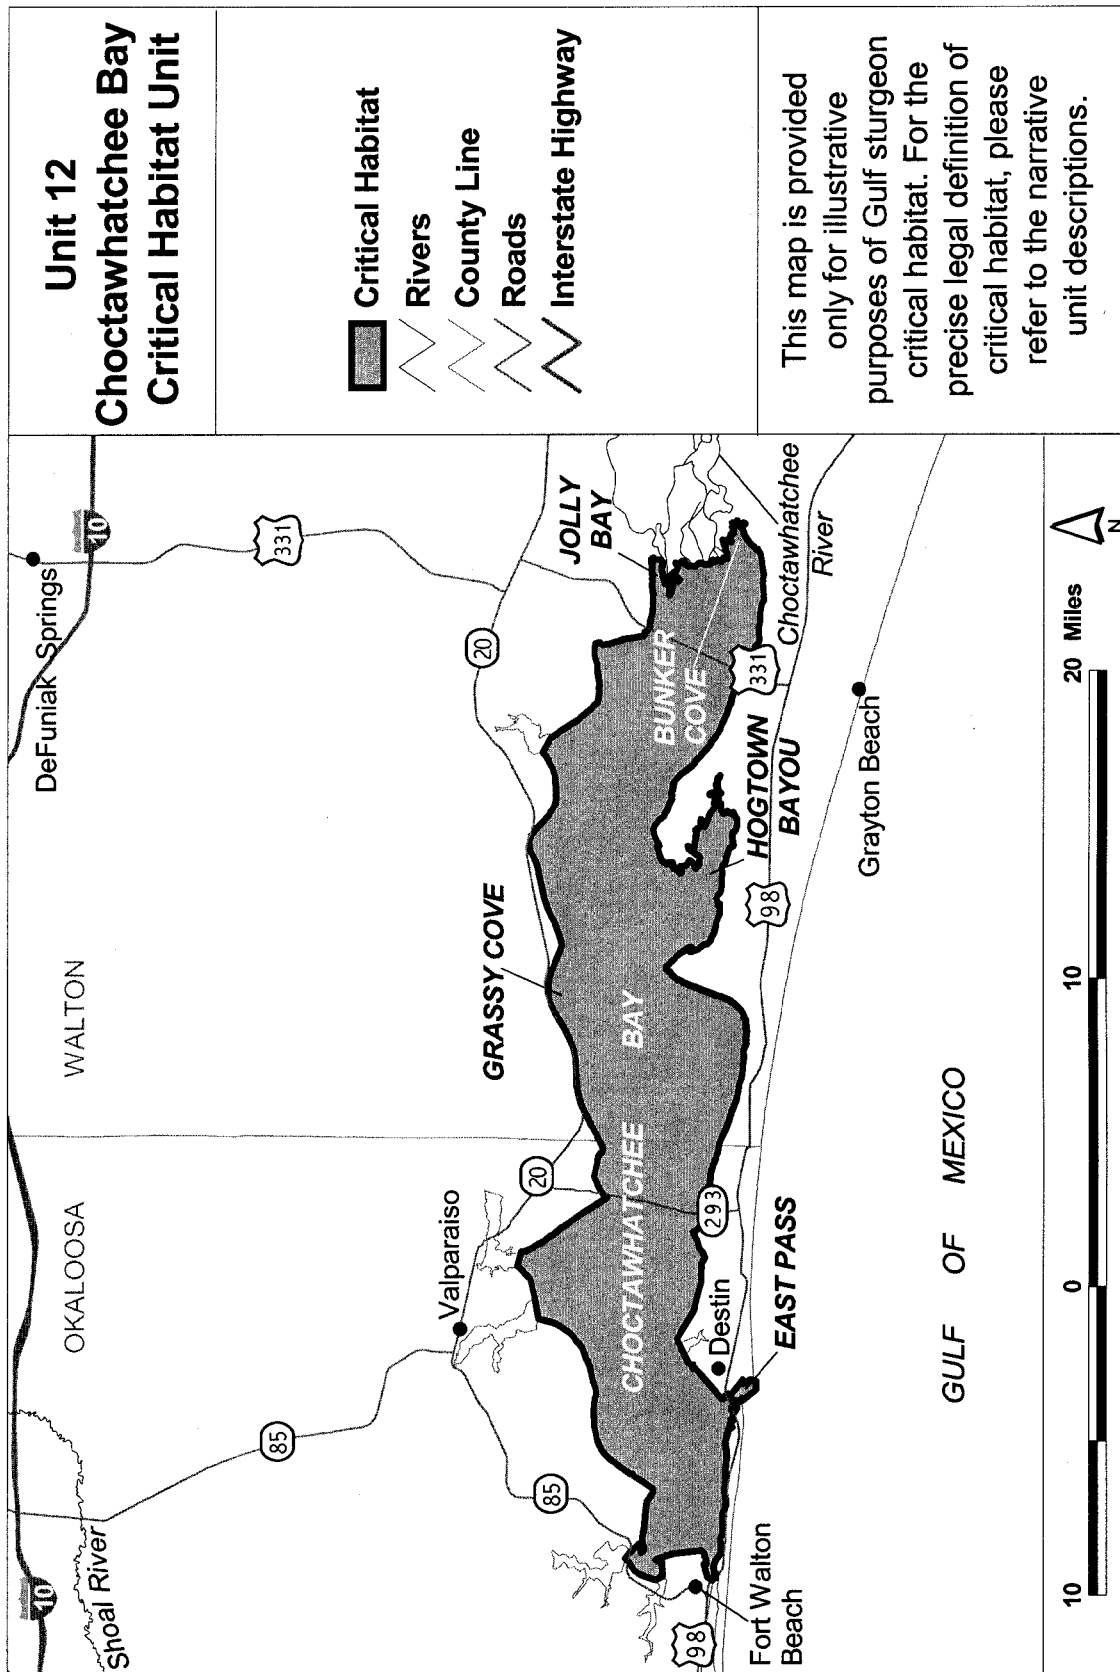 Unit 12
Choctawhatchee Bay
Critical Habitat Unit
Critical Habitat
Rivers
County Line
Roads
Interstate Highway
This map is provided
only for illustrative
purposes of Gulf sturgeon
critical habitat. For the
precise legal definition of
critical habitat, please
refer to the narrative
unit descriptions.
10
Shoal River
OKALOOSA
WALTON
DeFuniak Springs
10
331
85
85
Valparaiso
20
20
GRASSY COVE
JOLLY
BAY
CHOCTAWHATCHEE BAY
BUNKER
COVE
Choctawhatchee
River
331
HOGTOWN
BAYOU
98
293
Destin
EAST PASS
Fort Walton
Beach
98
Grayton Beach
GULF OF MEXICO
10
0
10
20
Miles
N